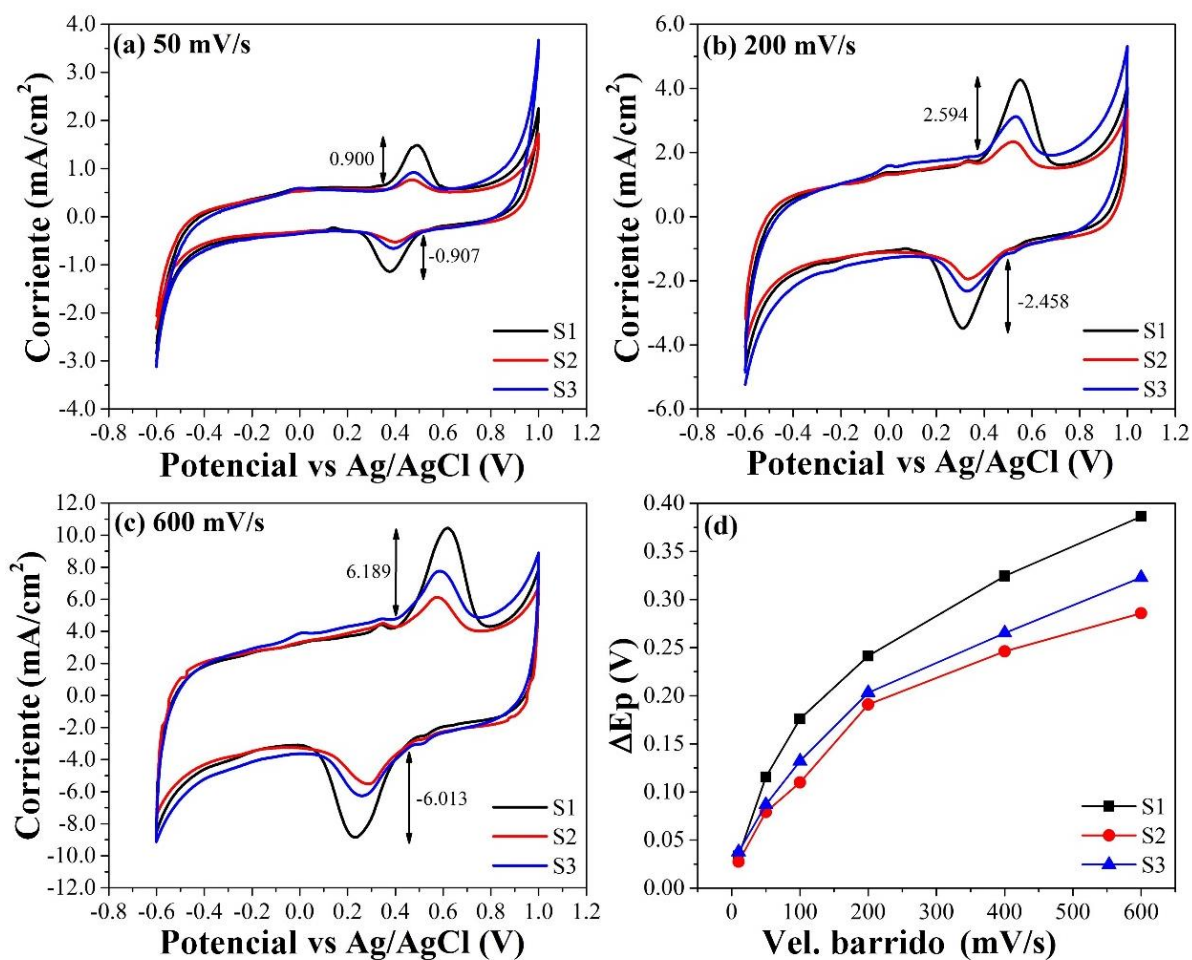 (a) 50 mV/s
4.0
3.0
2.0
1.0
0.0
-1.0
-2.0
-3.0
-4.0
0.900
-0.907
S1
S2
S3
-0.8 -0.6 -0.4 -0.2 0.0 0.2 0.4 0.6 0.8 1.0 1.2
Corriente (mA/cm²)
Potencial vs Ag/AgCl (V)
(b) 200 mV/s
6.0
4.0
2.0
0.0
-2.0
-4.0
-6.0
2.594
-2.458
S1
S2
S3
-0.8 -0.6 -0.4 -0.2 0.0 0.2 0.4 0.6 0.8 1.0 1.2
Corriente (mA/cm²)
Potencial vs Ag/AgCl (V)
(c) 600 mV/s
12.0
10.0
8.0
6.0
4.0
2.0
0.0
-2.0
-4.0
-6.0
-8.0
-10.0
-12.0
6.189
-6.013
S1
S2
S3
-0.8 -0.6 -0.4 -0.2 0.0 0.2 0.4 0.6 0.8 1.0 1.2
Corriente (mA/cm²)
Potencial vs Ag/AgCl (V)
(d)
0.40
0.35
0.30
0.25
0.20
0.15
0.10
0.05
0.00
S1
S2
S3
0 100 200 300 400 500 600
ΔEp (V)
Vel. barrido (mV/s)